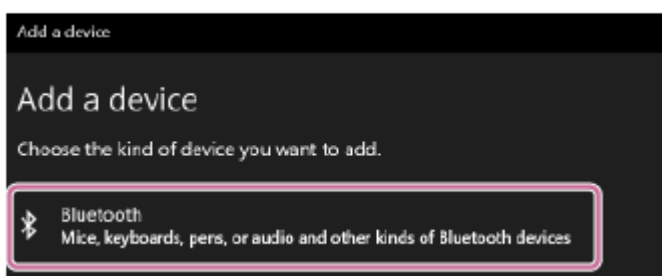 Add a device
Add a device
Choose the kind of device you want to add.
Bluetooth
Mice, keyboards, pens, or audio and other kinds of Bluetooth devices